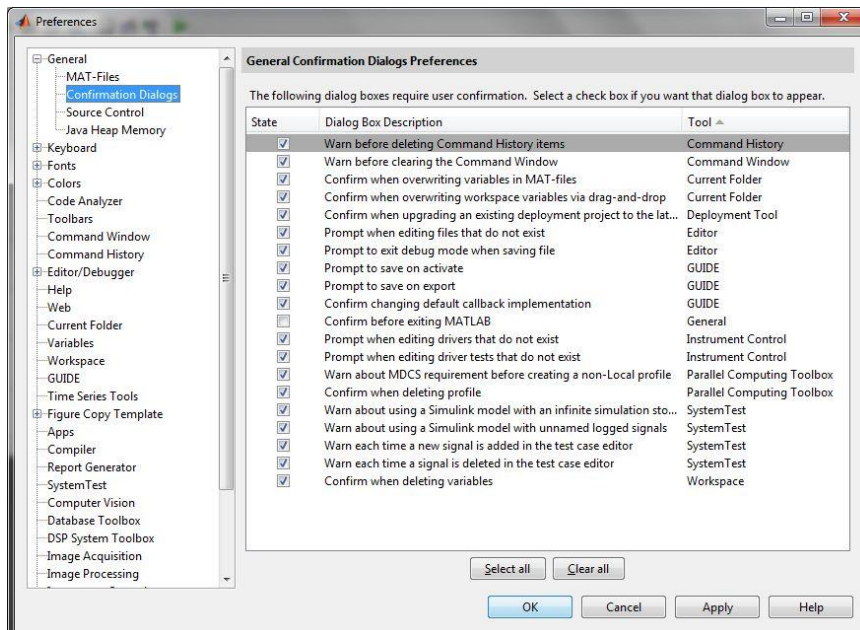 Preferences
General
MAT-Files
Confirmation Dialogs
Source Control
Java Heap Memory
Keyboard
Fonts
Colors
Code Analyzer
Toolbars
Command Window
Command History
Editor/Debugger
Help
Web
Current Folder
Variables
Workspace
GUIDE
Time Series Tools
Figure Copy Template
Apps
Compiler
Report Generator
SystemTest
Computer Vision
Database Toolbox
DSP System Toolbox
Image Acquisition
Image Processing
General Confirmation Dialogs Preferences
The following dialog boxes require user confirmation. Select a check box if you want that dialog box to appear.
State Dialog Box Description Tool
Warn before deleting Command History items Command History
Warn before clearing the Command Window Command Window
Confirm when overwriting variables in MAT-files Current Folder
Confirm when overwriting workspace variables via drag-and-drop Current Folder
Confirm when upgrading an existing deployment project to the lat... Deployment Tool
Prompt when editing files that do not exist Editor
Prompt to exit debug mode when saving file Editor
Prompt to save on activate GUIDE
Prompt to save on export GUIDE
Confirm changing default callback implementation GUIDE
Confirm before exiting MATLAB General
Prompt when editing drivers that do not exist Instrument Control
Prompt when editing driver tests that do not exist Instrument Control
Warn about MDCS requirement before creating a non-Local profile Parallel Computing Toolbox
Confirm when deleting profile Parallel Computing Toolbox
Warn about using a Simulink model with an infinite simulation sto... SystemTest
Warn about using a Simulink model with unnamed logged signals SystemTest
Warn each time a new signal is added in the test case editor SystemTest
Warn each time a signal is deleted in the test case editor SystemTest
Confirm when deleting variables Workspace
Select all Clear all
OK Cancel Apply Help